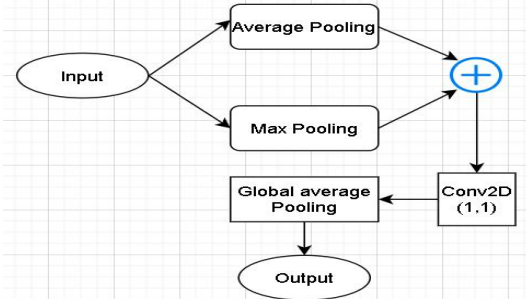 Average Pooling
Input
Max Pooling
Global average
Pooling
Conv2D
(1,1)
Output